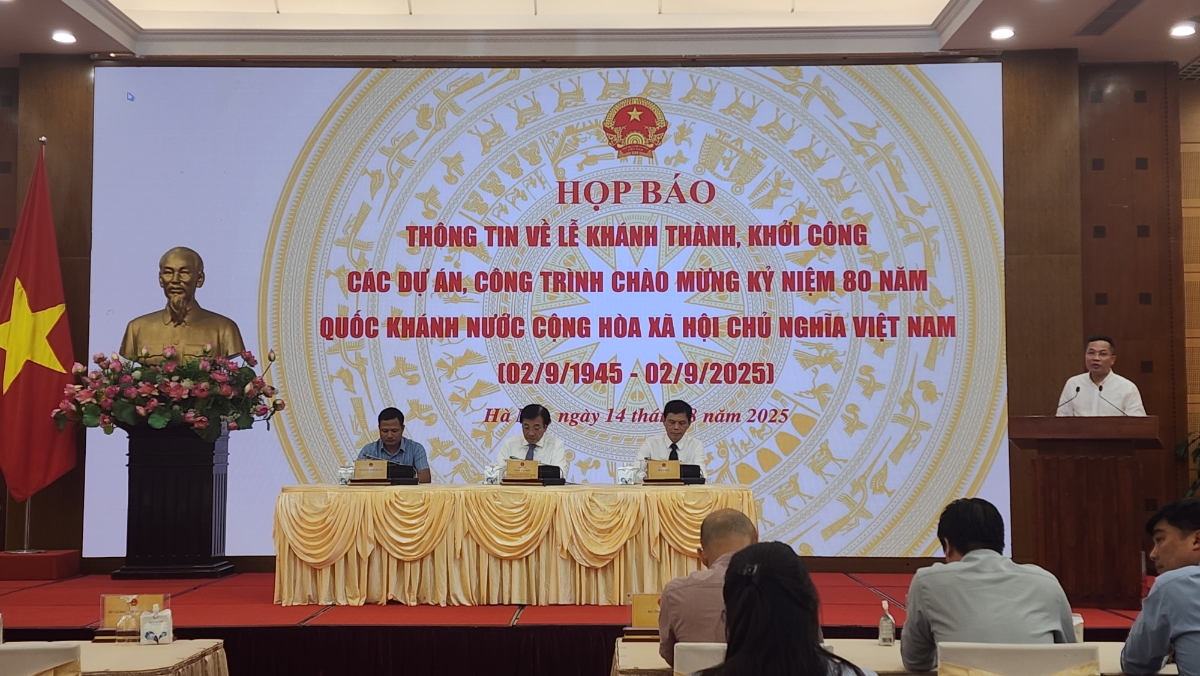 HỌP BÁO
THÔNG TIN VỀ LỄ KHÁNH THÀNH, KHỞI CÔNG
CÁC DỰ ÁN, CÔNG TRÌNH CHÀO MỪNG KỶ NIỆM 80 NĂM
QUỐC KHÁNH NƯỚC CỘNG HÒA XÃ HỘI CHỦ NGHĨA VIỆT NAM
(02/9/1945 - 02/9/2025)
Hà ngày 14 8 năm 2025